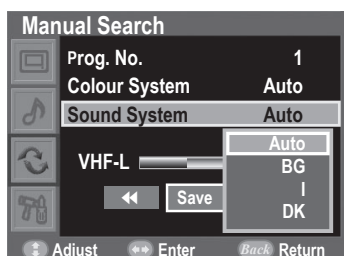 Manual Search
Prog. No. 1
Colour System Auto
Sound System Auto
Auto
BG
I
DK
VHF-L
Save
Adjust Enter Back Return